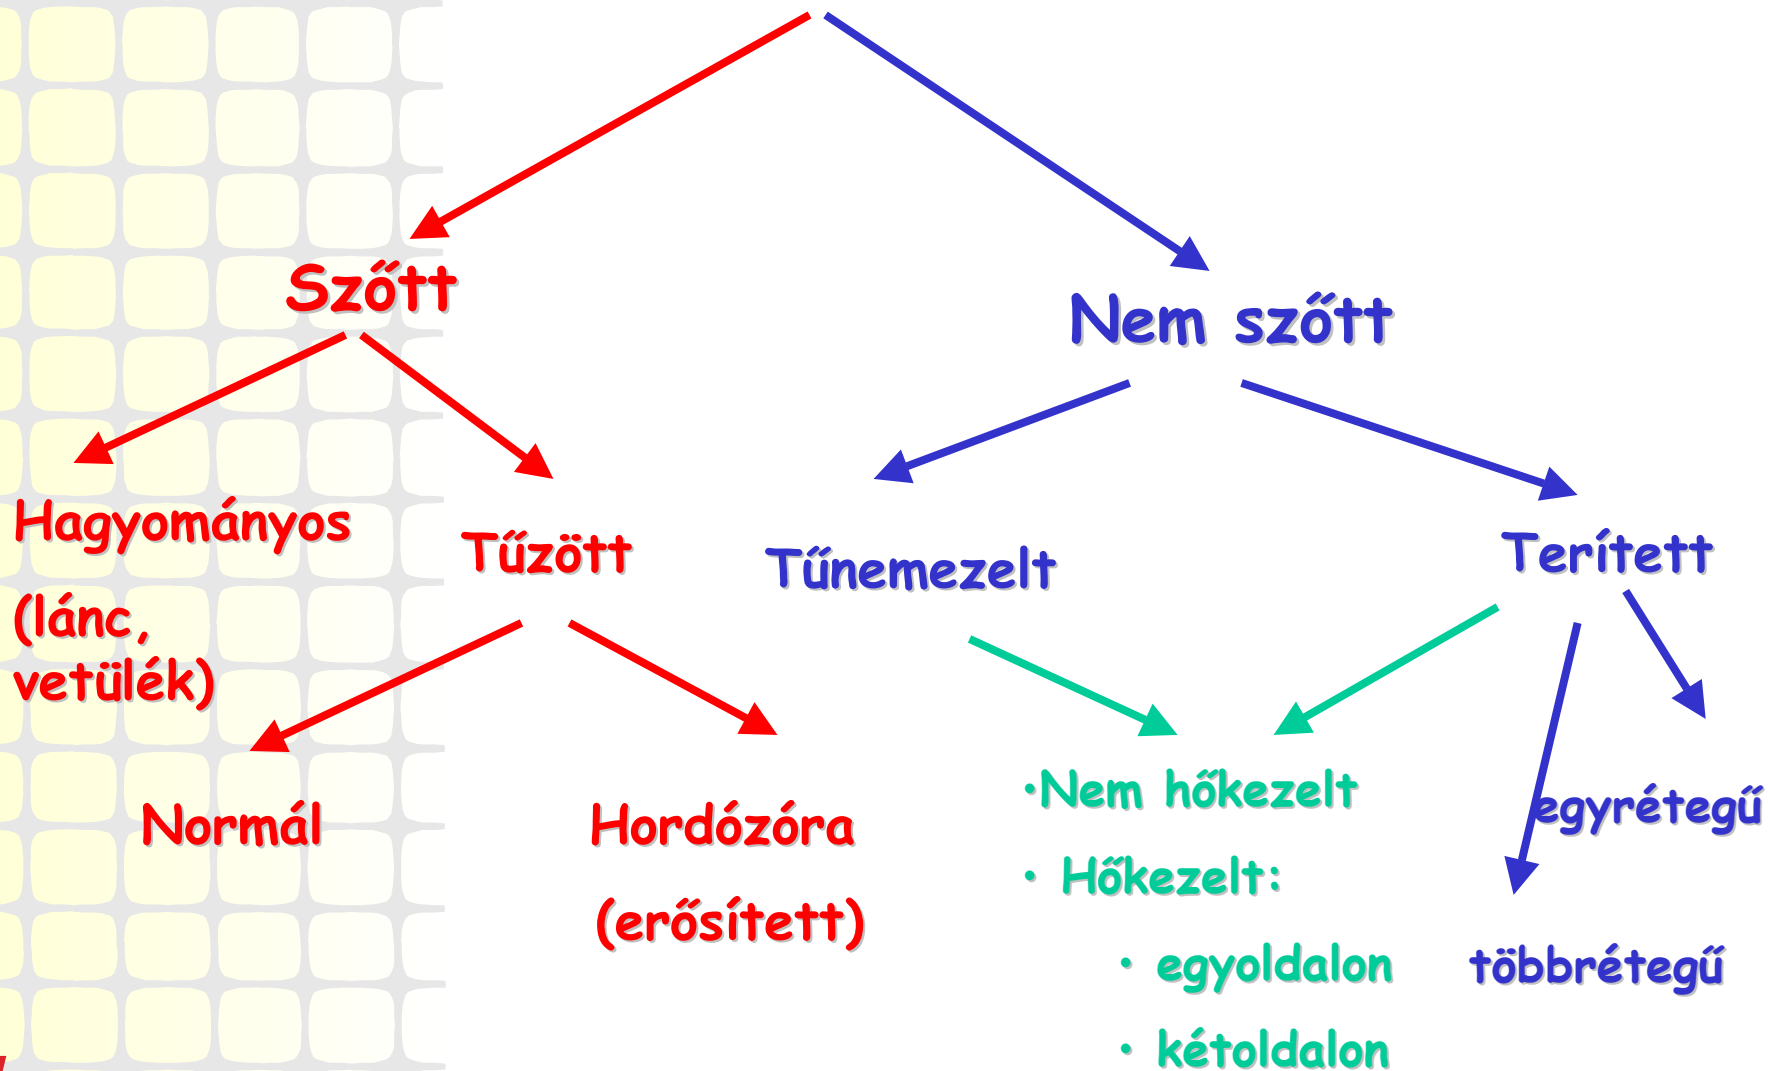 Szőtt
Nem szőtt
Hagyományos
(lánc,
vetülék)
Tűzött
Tűnemezelt
Terített
Normál
Hordózóra
(erősített)
•Nem hőkezelt
• Hőkezelt:
• egyoldalon
• kétoldalon
egyrétegű
többrétegű